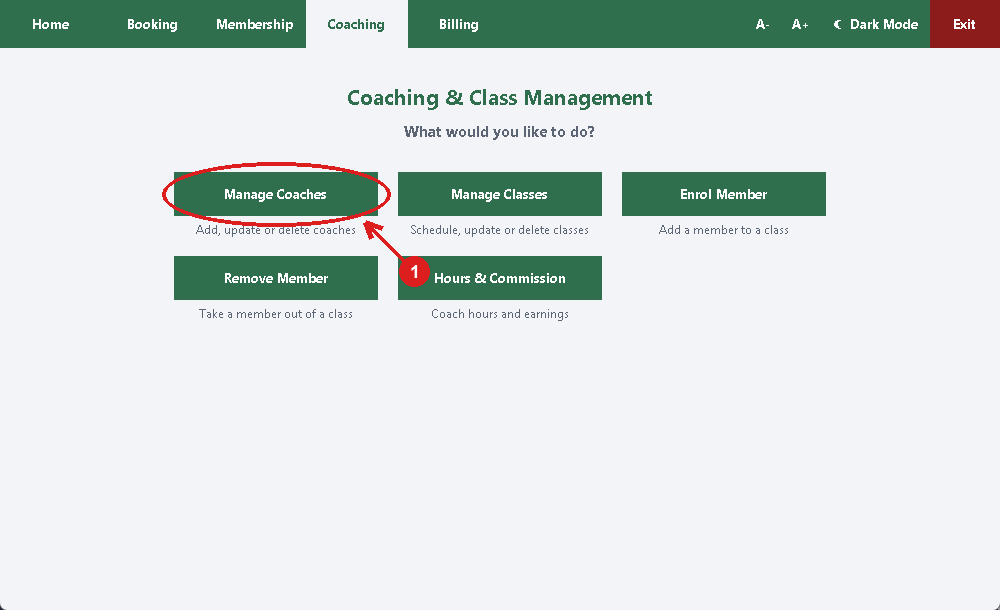 Home Booking Membership Coaching Billing A- A+ Dark Mode Exit
Coaching & Class Management
What would you like to do?
Manage Coaches Manage Classes Enrol Member
Add, update or delete coaches Schedule, update or delete classes Add a member to a class
1
Remove Member Hours & Commission
Take a member out of a class Coach hours and earnings